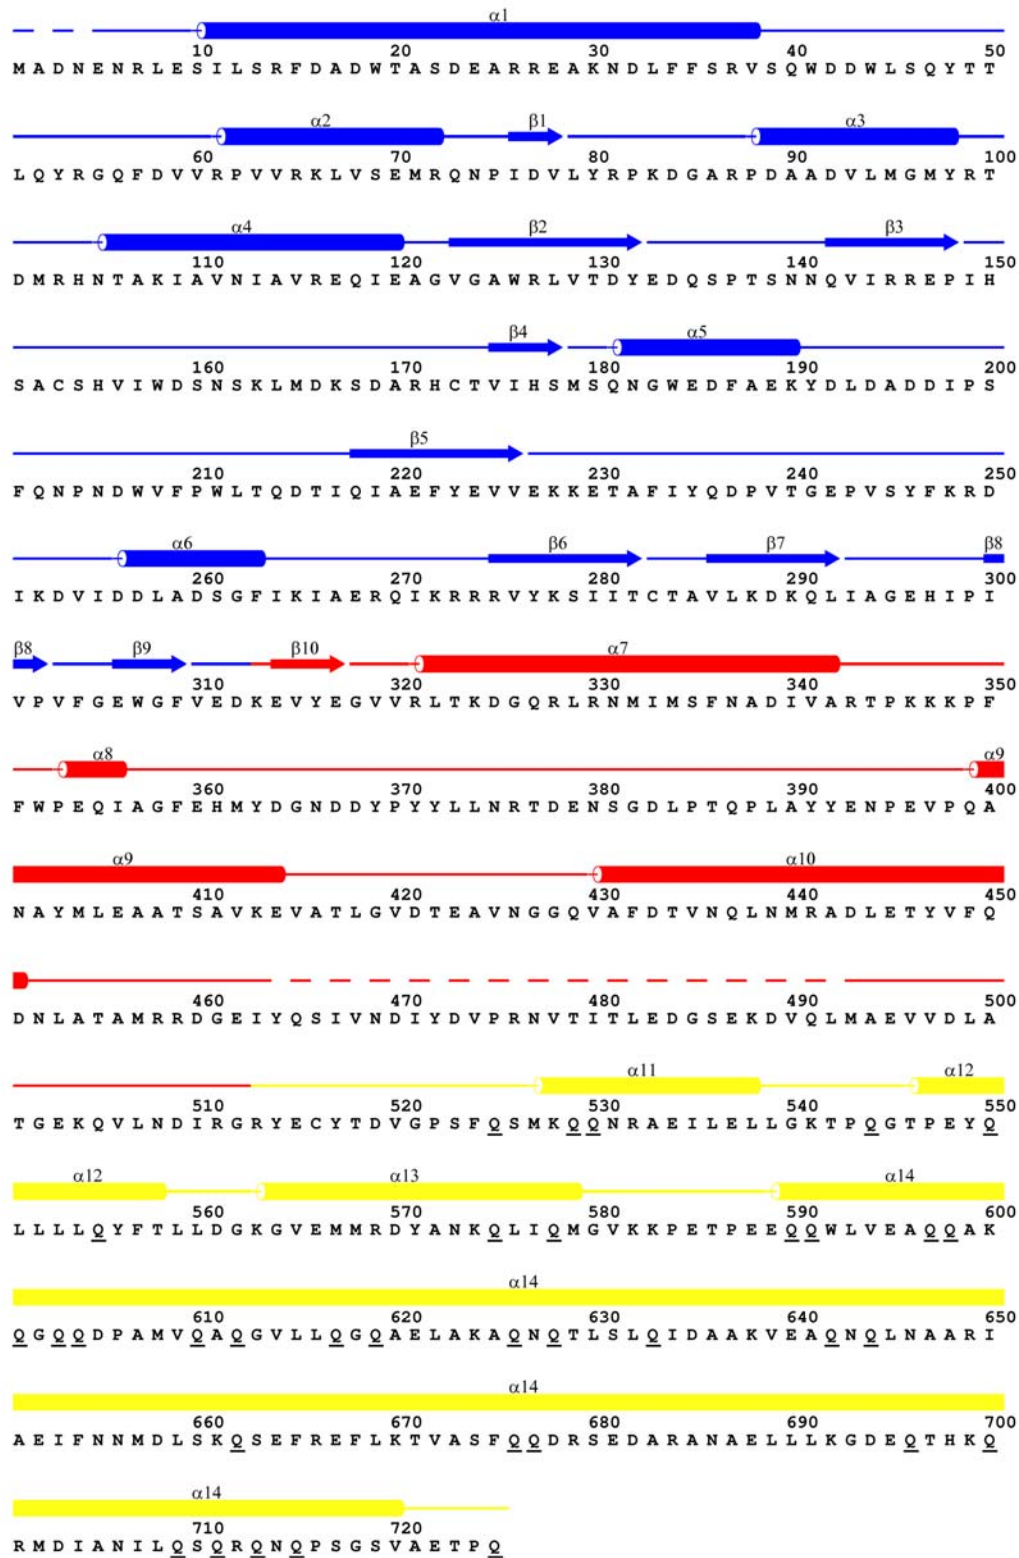 α1
10 20 30 40 50
M A D N E N R L E S I L S R F D A D W T A S D E A R R E A K N D L F F S R V S Q W D D W L S Q Y T T
α2 β1 α3
60 70 80 90 100
L Q Y R G Q F D V V R P V V R K L V S E M R Q N P I D V L Y R P K D G A R P D A A D V L M G M Y R T
α4 β2 β3
110 120 130 140 150
D M R H N T A K I A V N I A V R E Q I E A G V G A W R L V T D Y E D Q S P T S N N Q V I R R E P I H
β4 α5
160 170 180 190 200
S A C S H V I W D S N S K L M D K S D A R H C T V I H S M S Q N G W E D F A E K Y D L D A D D I P S
β5
210 220 230 240 250
F Q N P N D W V F P W L T Q D T I Q I A E F Y E V V E K K E T A F I Y Q D P V T G E P V S Y F K R D
α6 β6 β7 β8
260 270 280 290 300
I K D V I D D L A D S G F I K I A E R Q I K R R R V Y K S I I T C T A V L K D K Q L I A G E H I P I
β8 β9 β10 α7
310 320 330 340 350
V P V F G E W G F V E D K E V Y E G V V R L T K D G Q R L R N M I M S F N A D I V A R T P K K K P F
α8 α9
360 370 380 390 400
F W P E Q I A G F E H M Y D G N D D Y P Y Y L L N R T D E N S G D L P T Q P L A Y Y E N P E V P Q A
α9 α10
410 420 430 440 450
N A Y M L E A A T S A V K E V A T L G V D T E A V N G G Q V A F D T V N Q L N M R A D L E T Y V F Q
460 470 480 490 500
D N L A T A M R R D G E I Y Q S I V N D I Y D V P R N V T I T L E D G S E K D V Q L M A E V V D L A
α11 α12
510 520 530 540 550
T G E K Q V L N D I R G R Y E C Y T D V G P S F Q S M K Q Q N R A E I L E L L G K T P Q G T P E Y Q
α12 α13 α14
560 570 580 590 600
L L L L Q Y F T L L D G K G V E M M R D Y A N K Q L I Q M G V K K P E T P E E Q Q W L V E A Q Q A K
α14
610 620 630 640 650
Q G Q Q D P A M V Q A Q G V L L Q G Q A E L A K A Q N Q T L S L Q I D A A K V E A Q N Q L N A A R I
α14
660 670 680 690 700
A E I F N N M D L S K Q S E F R E F L K T V A S F Q Q D R S E D A R A N A E L L L K G D E Q T H K Q
α14
710 720
R M D I A N I L Q S Q R Q N Q P S G S V A E T P Q